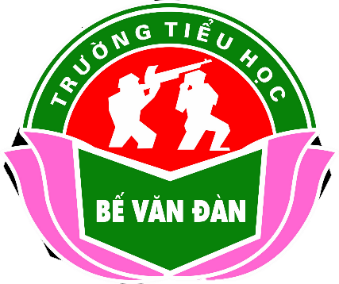 TRƯỜNG TIỂU HỌC
BẾ VĂN ĐÀN